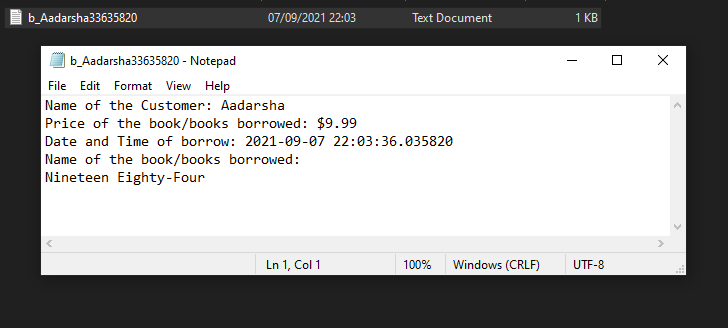 b_Aadarsha33635820 07/09/2021 22:03 Text Document 1 KB
b_Aadarsha33635820 - Notepad
File Edit Format View Help
Name of the Customer: Aadarsha
Price of the book/books borrowed: $9.99
Date and Time of borrow: 2021-09-07 22:03:36.035820
Name of the book/books borrowed:
Nineteen Eighty-Four
Ln 1, Col 1 100% Windows (CRLF) UTF-8